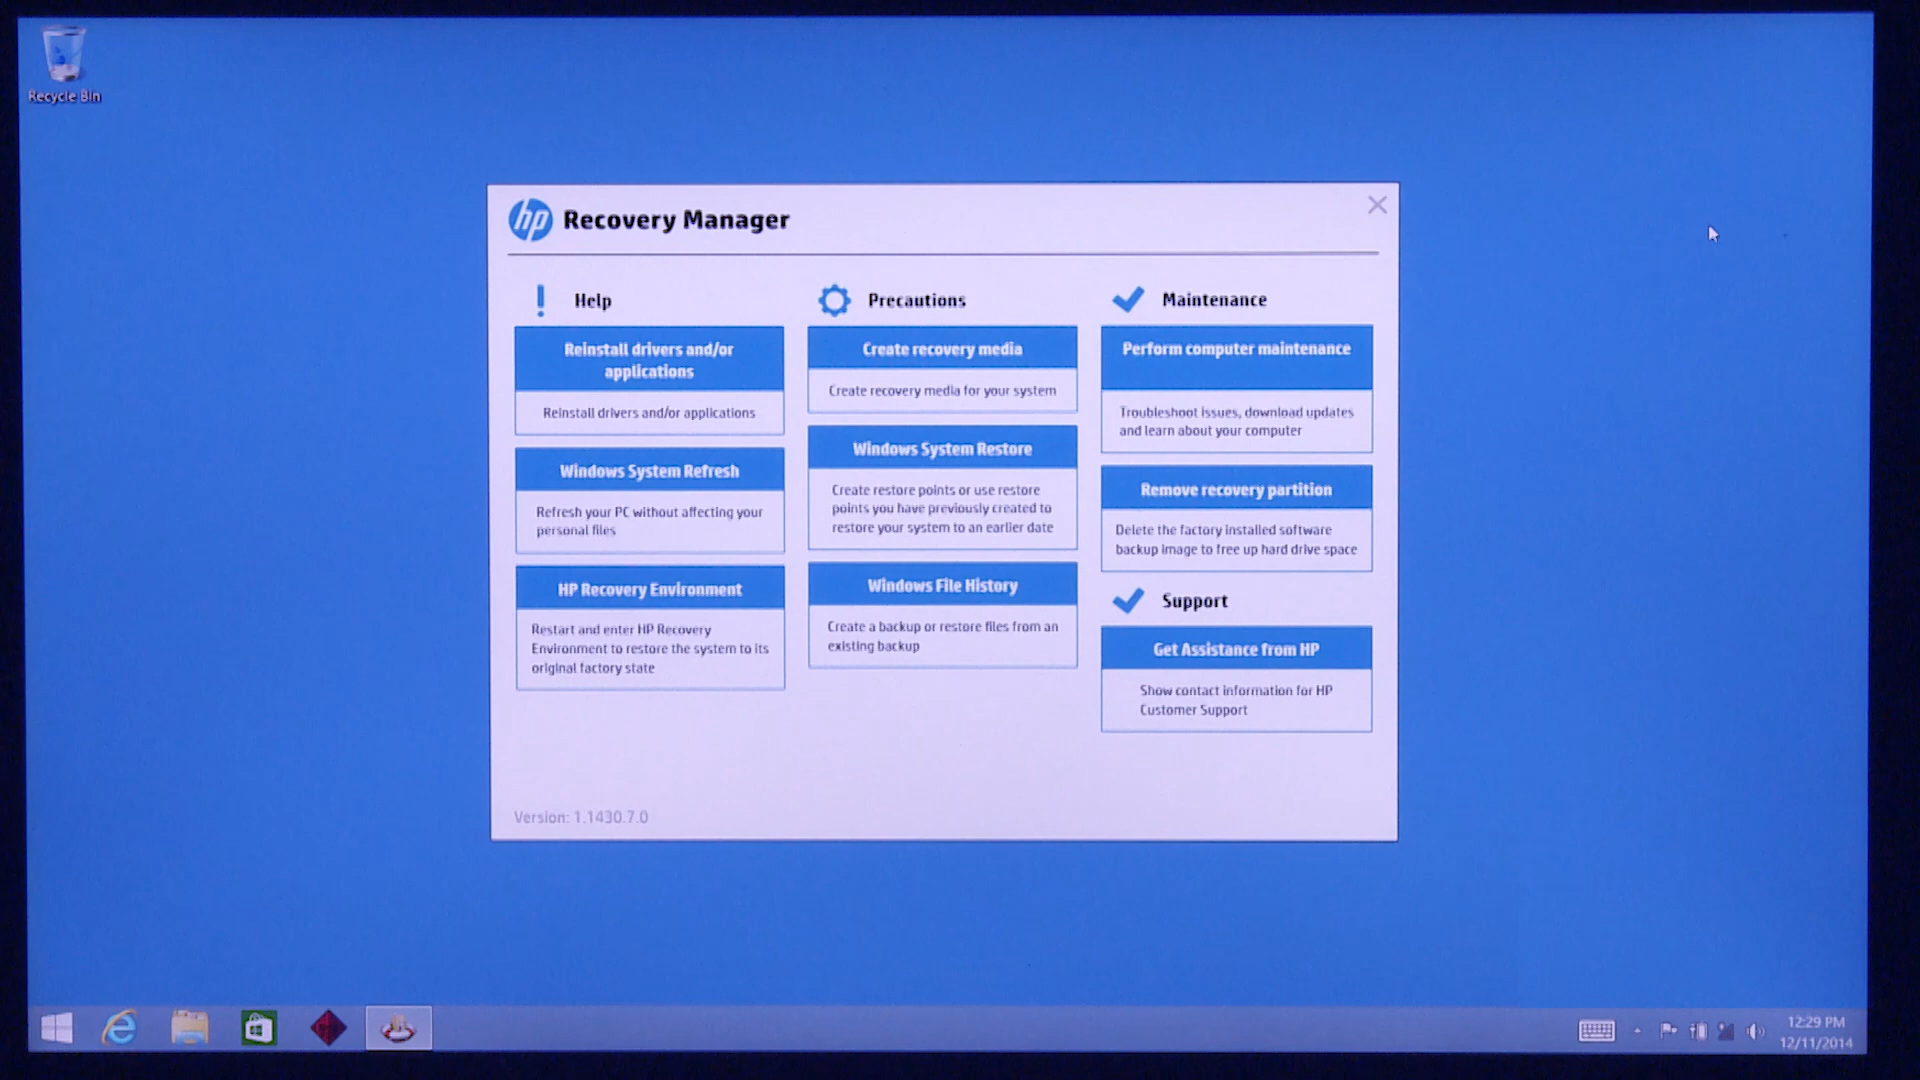 Recycle Bin
hp Recovery Manager
Help
Reinstall drivers and/or
applications
Reinstall drivers and/or applications
Windows System Refresh
Refresh your PC without affecting your
personal files
HP Recovery Environment
Restart and enter HP Recovery
Environment to restore the system to its
original factory state
Precautions
Create recovery media
Create recovery media for your system
Windows System Restore
Create restore points or use restore
points you have previously created to
restore your system to an earlier date
Windows File History
Create a backup or restore files from an
existing backup
Maintenance
Perform computer maintenance
Troubleshoot issues, download updates
and learn about your computer
Remove recovery partition
Delete the factory installed software
backup image to free up hard drive space
Support
Get Assistance from HP
Show contact information for HP
Customer Support
Version: 1.1430.7.0
12:29 PM
12/11/2014